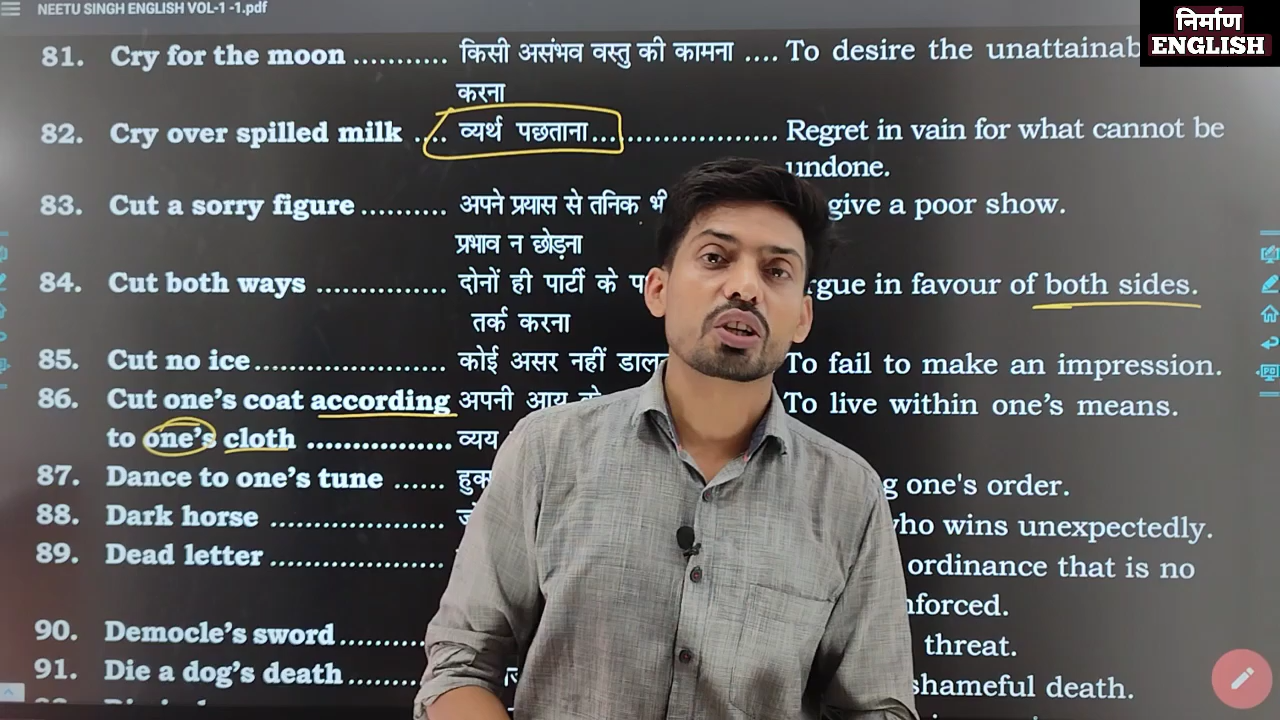 NEETU SINGH ENGLISH VOL-1 -1.pdf
निर्माण
ENGLISH
81. Cry for the moon ........... किसी असंभव वस्तु की कामना .... To desire the
करना
82. Cry over spilled milk .... व्यर्थ पछताना...................... Regret in vain for what cannot be
undone.
83. Cut a sorry figure.......... अपने प्रयास से तनिक भी give a poor show.
प्रभाव न छोड़ना
84. Cut both ways ............... दोनों ही पार्टी के in favour of both sides.
तर्क करना
85. Cut no ice...................... कोई असर नहीं To fail to make an impression.
86. Cut one's coat according अपनी आय To live within one's means.
to one's cloth ................. व्यय
87. Dance to one's tune ...... one's order.
88. Dark horse .................... who wins unexpectedly.
89. Dead letter .................... ordinance that is no
90. Democle's sword............ threat.
91. Die a dog's death.......... shameful death.